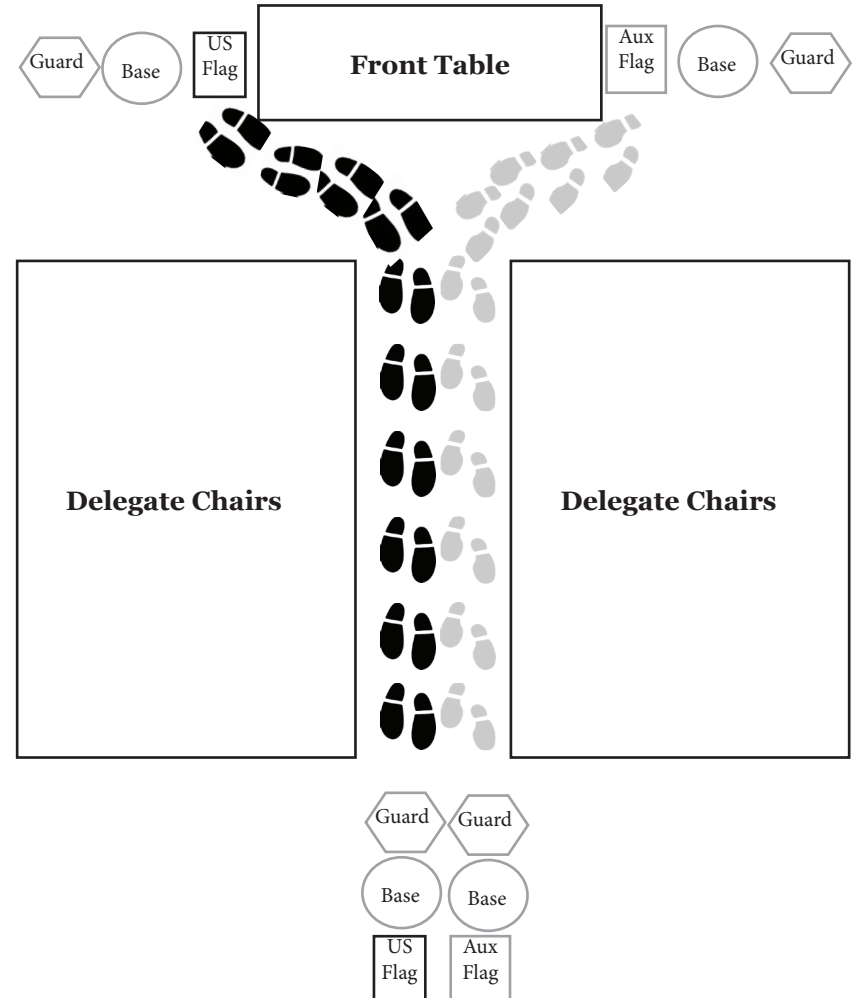 Guard
Base
US
Flag
Front Table
Aux
Flag
Base
Guard
Delegate Chairs
Delegate Chairs
Guard
Guard
Base
Base
US
Flag
Aux
Flag